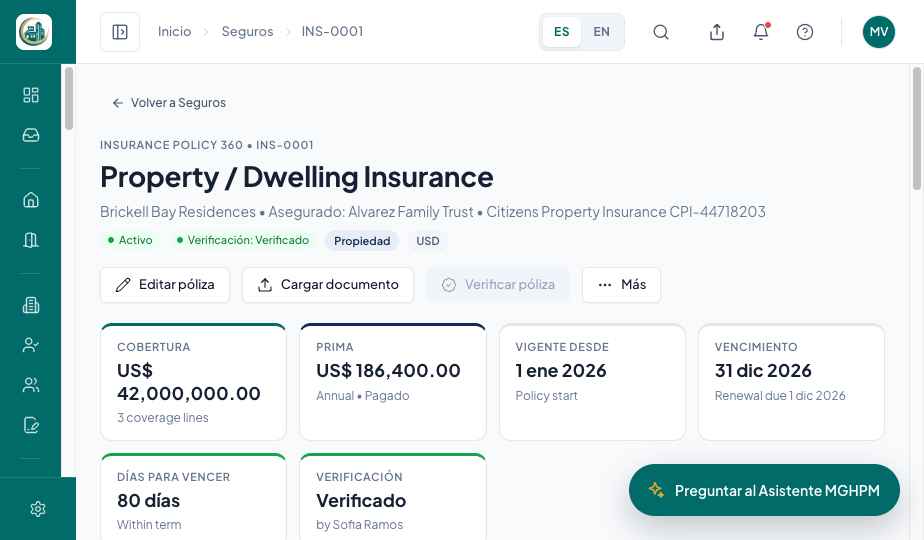 Inicio > Seguros > INS-0001
ES EN
MV
Volver a Seguros
INSURANCE POLICY 360 • INS-0001
Property / Dwelling Insurance
Brickell Bay Residences • Asegurado: Alvarez Family Trust • Citizens Property Insurance CPI-44718203
Activo
Verificación: Verificado
Propiedad
USD
Editar póliza
Cargar documento
Verificar póliza
Más
COBERTURA
US$
42,000,000.00
3 coverage lines
PRIMA
US$ 186,400.00
Annual • Pagado
VIGENTE DESDE
1 ene 2026
Policy start
VENCIMIENTO
31 dic 2026
Renewal due 1 dic 2026
DÍAS PARA VENCER
80 días
Within term
VERIFICACIÓN
Verificado
by Sofia Ramos
Preguntar al Asistente MGHPM